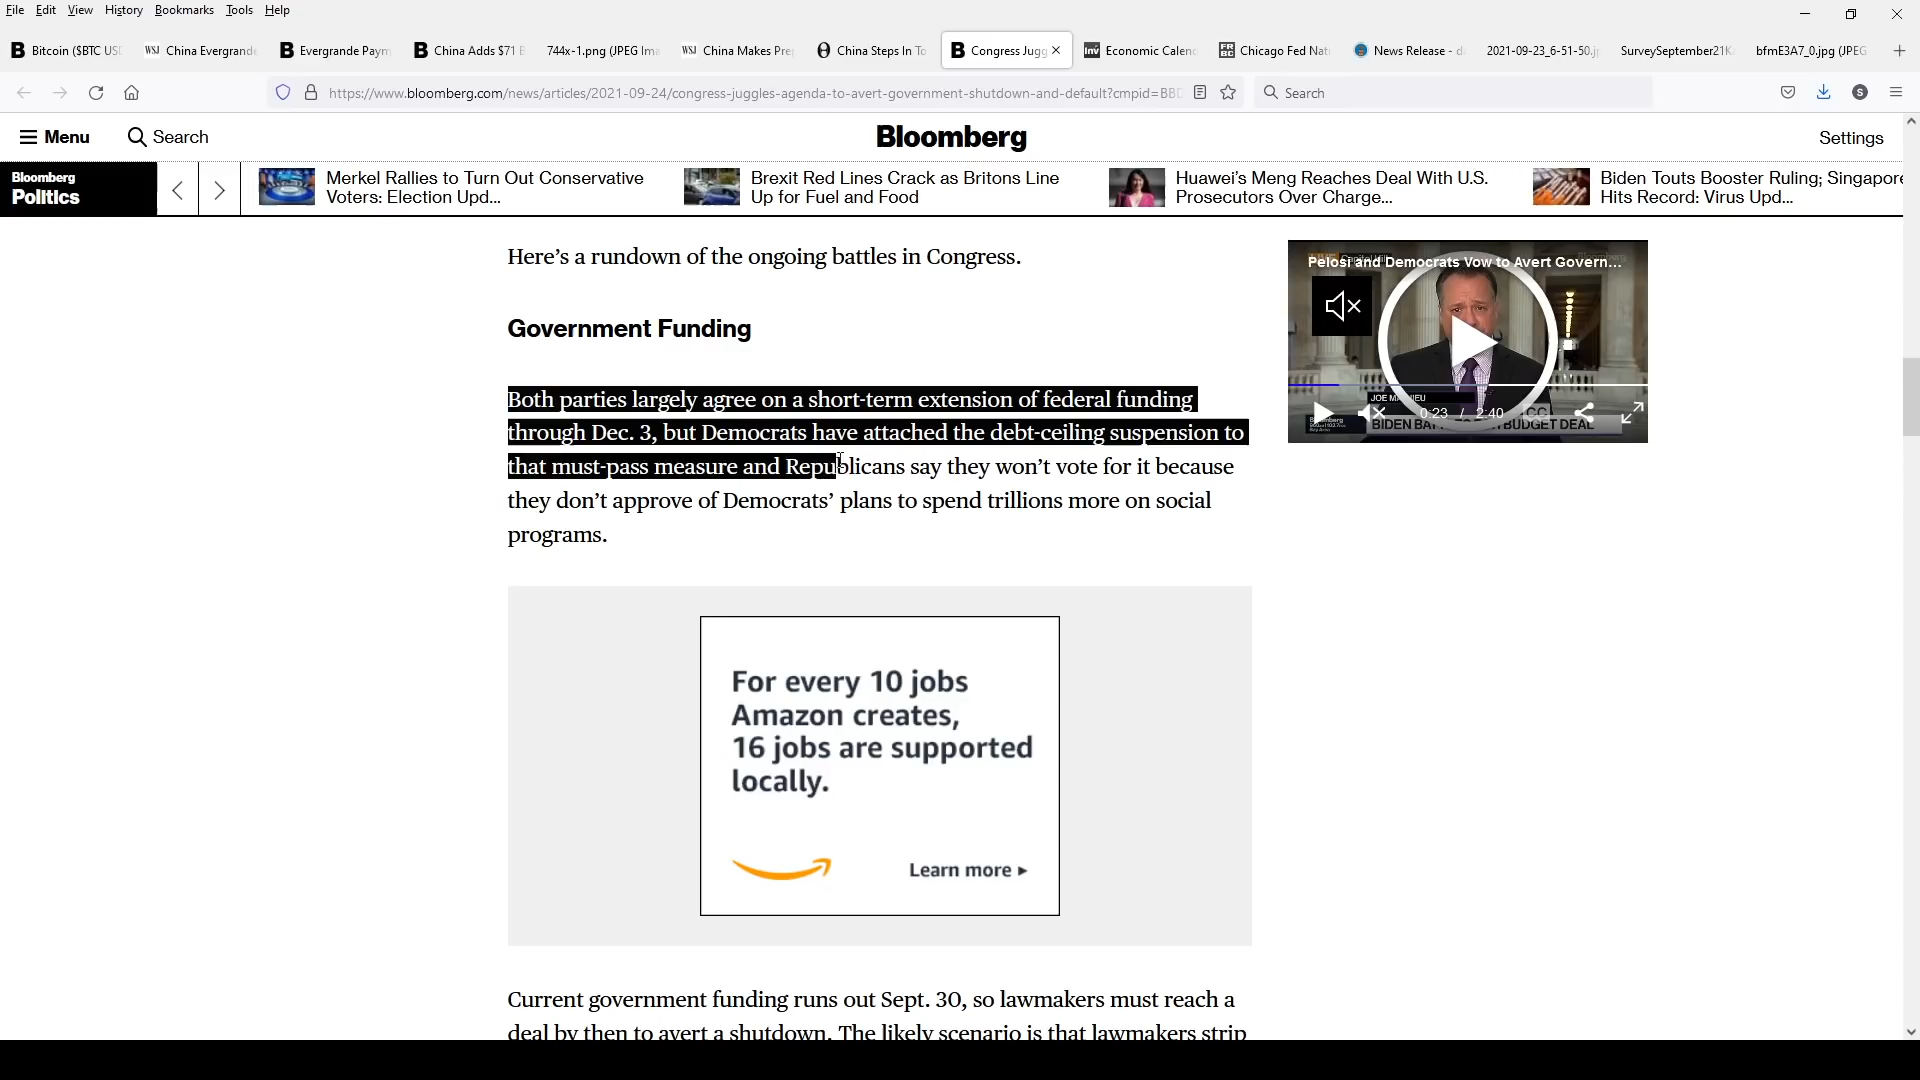 File Edit View History Bookmarks Tools Help
Bitcoin ($BTC USD
WSJ China Evergrande
Evergrande Paym
China Adds $71 B
744x-1.png (JPEG Ima
WSJ China Makes Prep
China Steps In To
Congress Jugg
Inv Economic Calend
FRBC Chicago Fed Nati
News Release - d
2021-09-23_6-51-50.j
SurveySeptember21K
bfmE3A7_0.jpg (JPEG
https://www.bloomberg.com/news/articles/2021-09-24/congress-juggles-agenda-to-avert-government-shutdown-and-default?cmpid=BBD
Search
S
Menu
Search
Bloomberg
Settings
Bloomberg
Politics
Merkel Rallies to Turn Out Conservative
Voters: Election Upd...
Brexit Red Lines Crack as Britons Line
Up for Fuel and Food
Huawei's Meng Reaches Deal With U.S.
Prosecutors Over Charge...
Biden Touts Booster Ruling; Singapore
Hits Record: Virus Upd...
Here's a rundown of the ongoing battles in Congress.
Pelosi and Democrats Vow to Avert Govern...
JOE MATHIEU
0:23 / 2:40
CC
Government Funding
Both parties largely agree on a short-term extension of federal funding
through Dec. 3, but Democrats have attached the debt-ceiling suspension to
that must-pass measure and Republicans say they won't vote for it because
they don't approve of Democrats' plans to spend trillions more on social
programs.
For every 10 jobs
Amazon creates,
16 jobs are supported
locally.
Learn more
Current government funding runs out Sept. 30, so lawmakers must reach a
deal by then to avert a shutdown. The likely scenario is that lawmakers strip